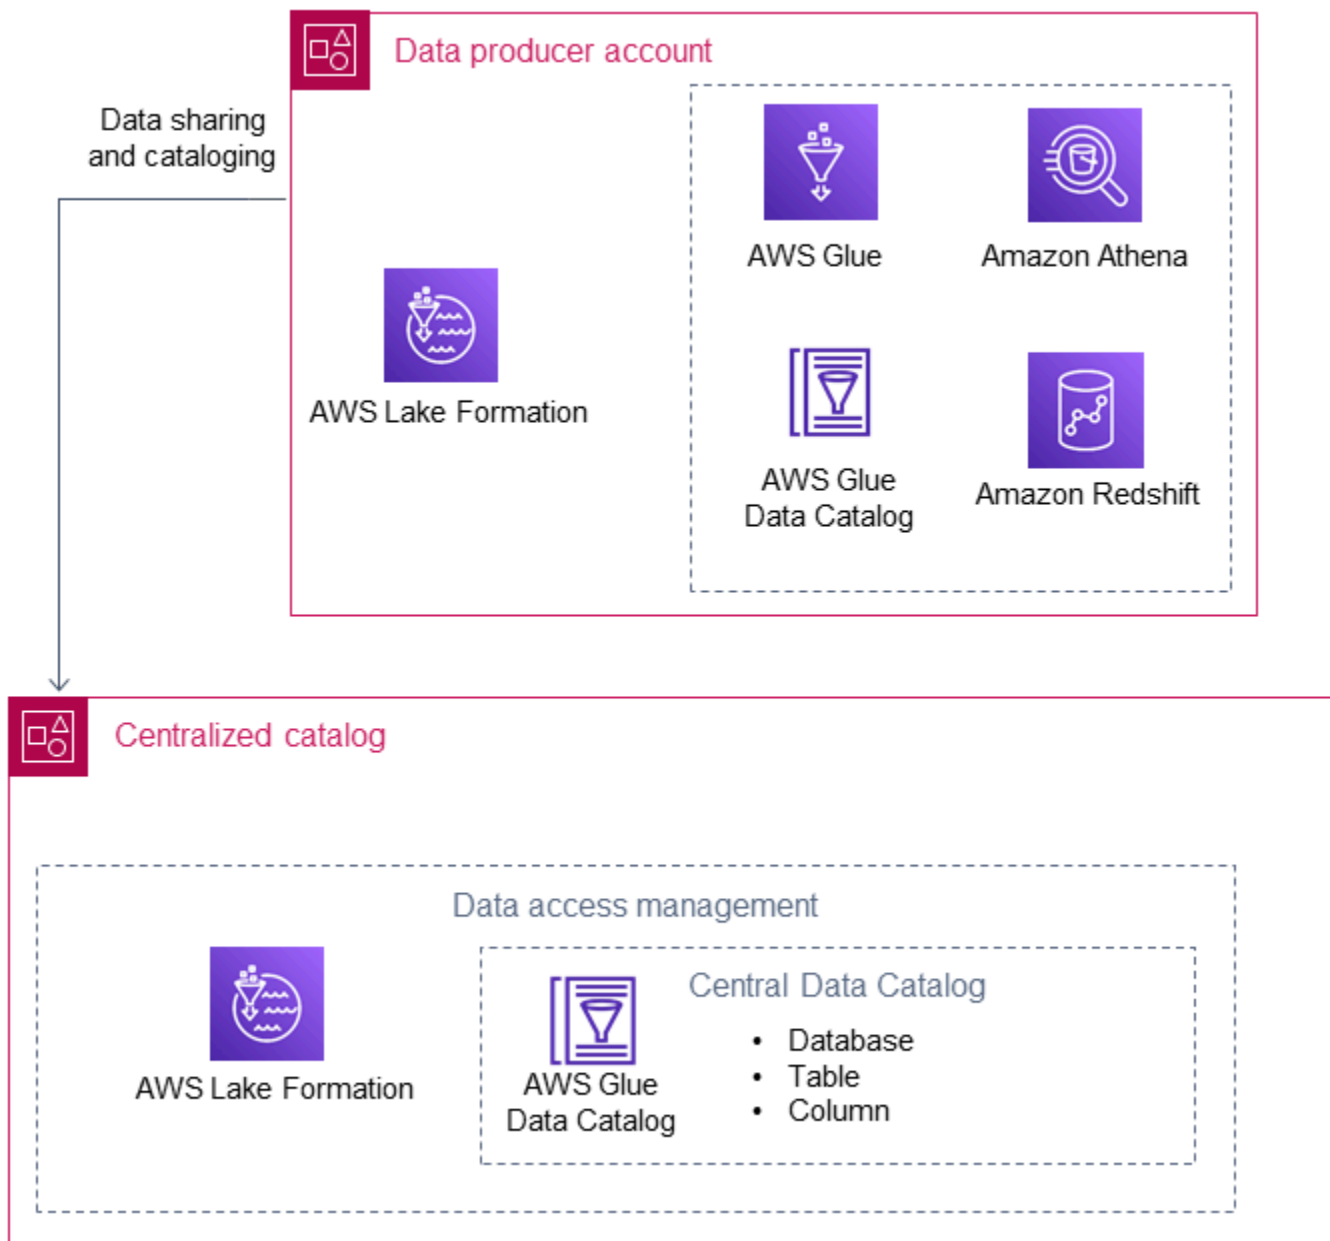 Data producer account
Data sharing
and cataloging
AWS Glue
Amazon Athena
AWS Lake Formation
AWS Glue
Data Catalog
Amazon Redshift
Centralized catalog
Data access management
Central Data Catalog
• Database
• Table
• Column
AWS Lake Formation
AWS Glue
Data Catalog